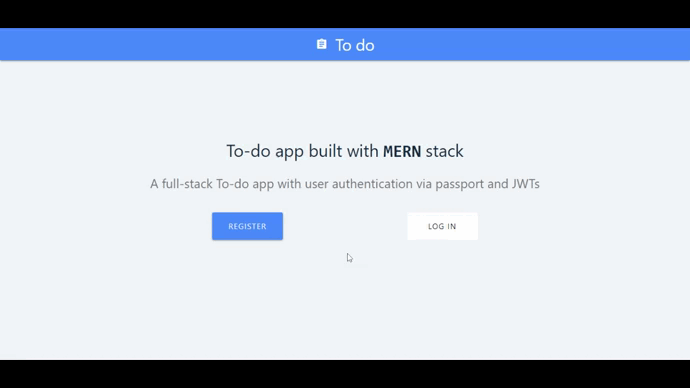 To do
To-do app built with MERN stack
A full-stack To-do app with user authentication via passport and JWTs
REGISTER
LOG IN